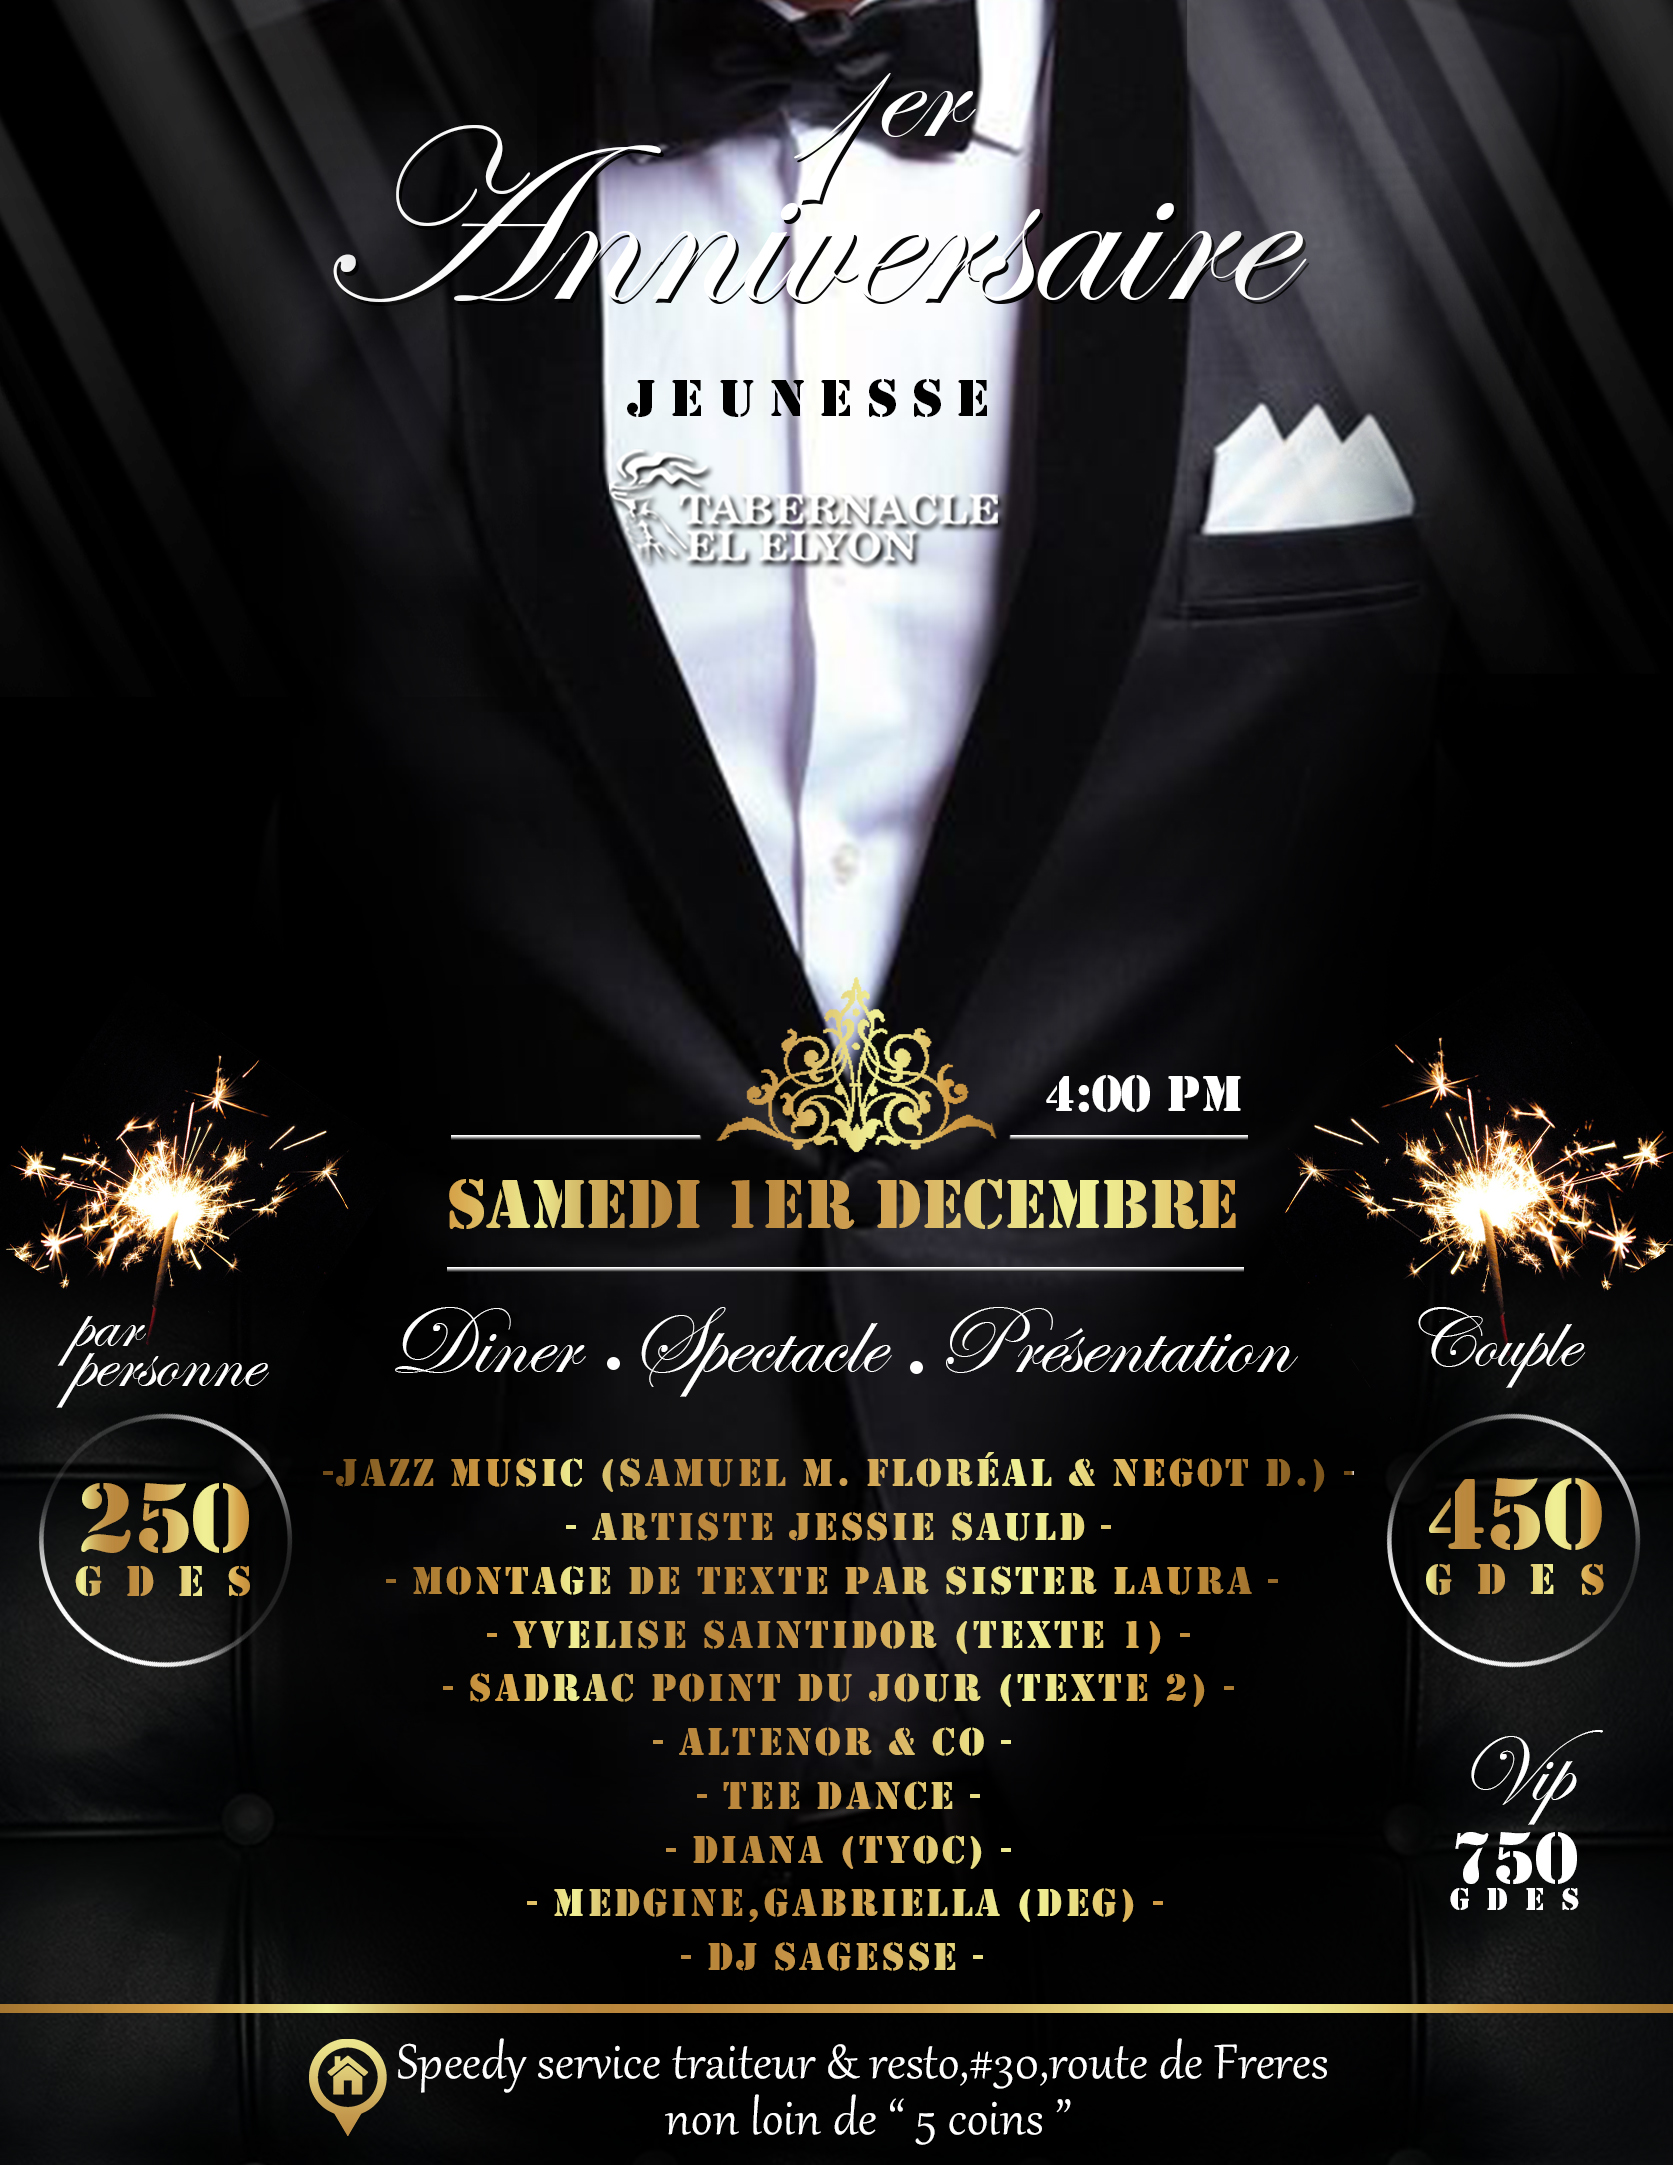 1er
Anniversaire
JEUNESSE
TABERNACLE
EL ELYON
4:00 PM
SAMEDI 1ER DECEMBRE
Diner . Spectacle . Présentation
par
personne
250
GDES
Couple
450
GDES
-JAZZ MUSIC (SAMUEL M. FLORÉAL & NEGOT D.) -
- ARTISTE JESSIE SAULD -
- MONTAGE DE TEXTE PAR SISTER LAURA -
- YVELISE SAINTIDOR (TEXTE 1) -
- SADRAC POINT DU JOUR (TEXTE 2) -
- ALTENOR & CO -
- TEE DANCE -
- DIANA (TYOC) -
- MEDGINE,GABRIELLA (DEG) -
- DJ SAGESSE -
Vip
750
GDES
Speedy service traiteur & resto,#30,route de Freres
non loin de “ 5 coins ”